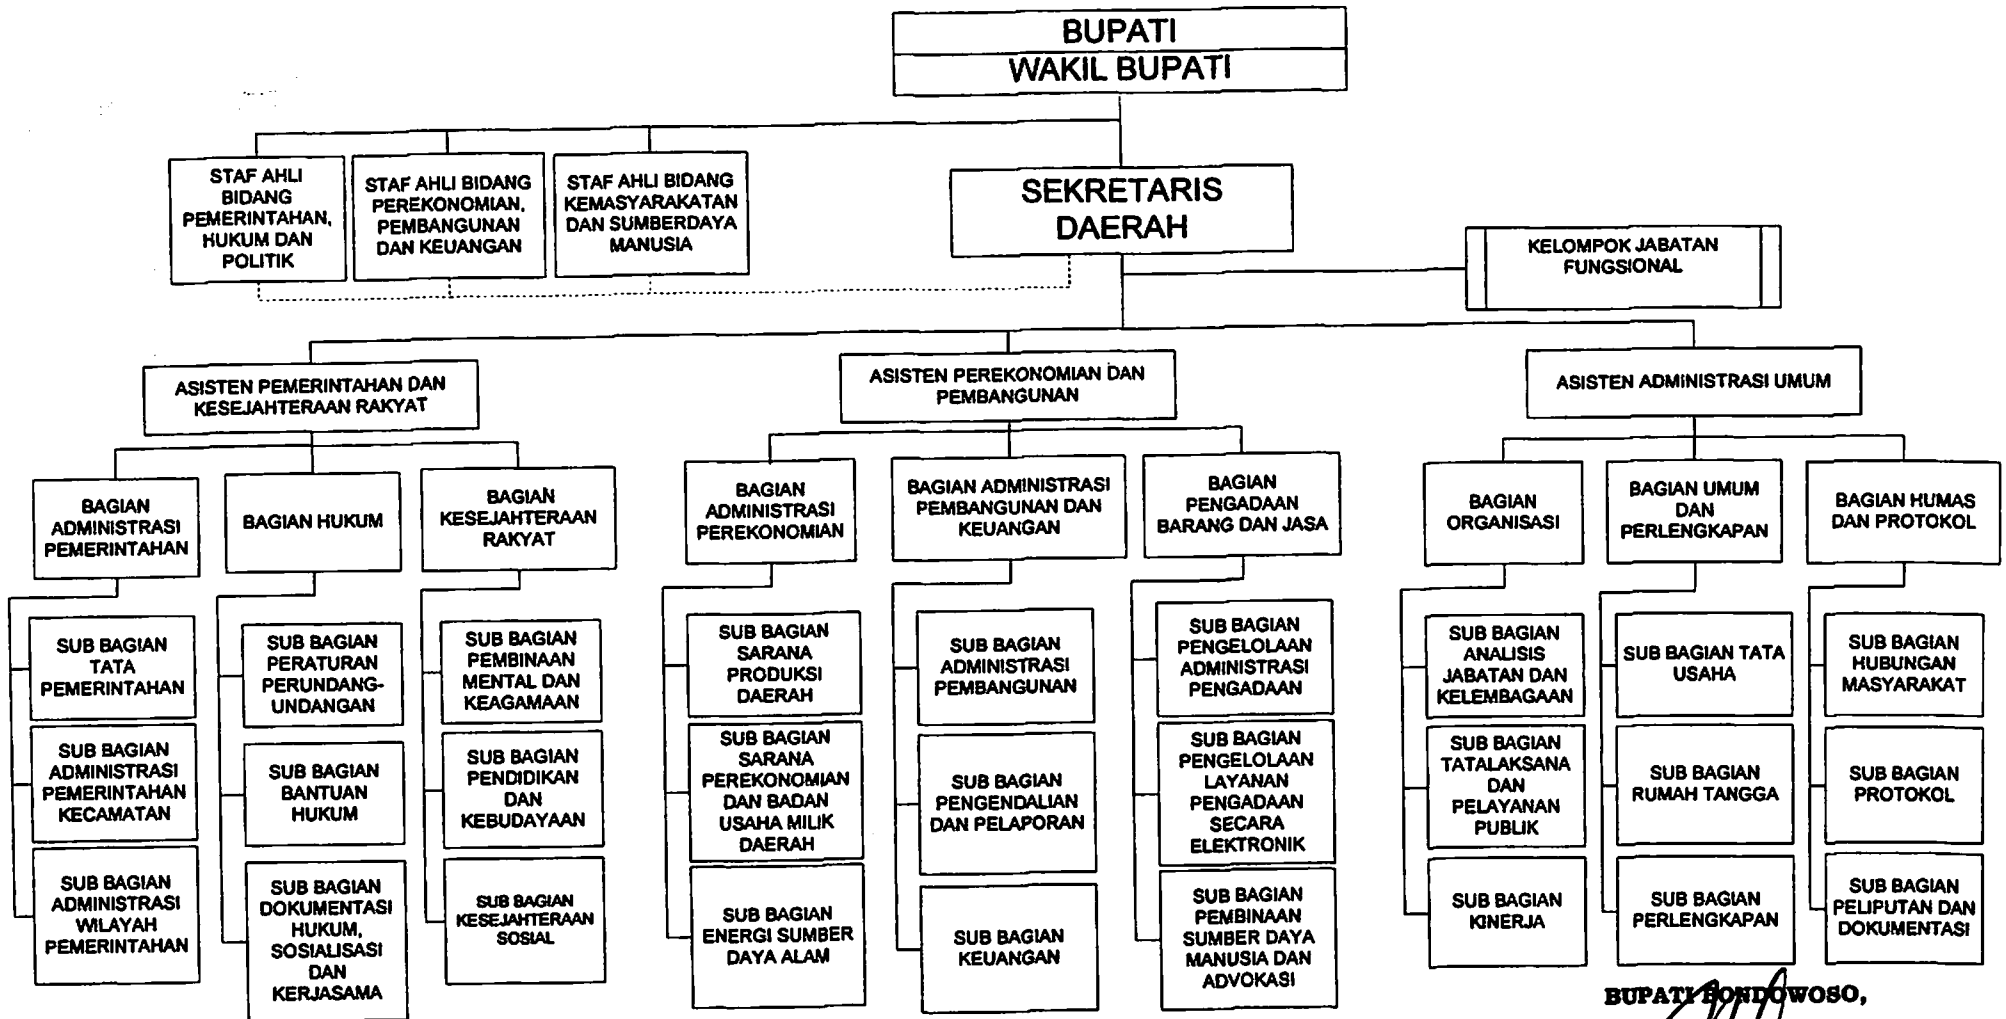 BUPATI
WAKIL BUPATI
STAF AHLI
BIDANG
PEMERINTAHAN,
HUKUM DAN
POLITIK
STAF AHLI BIDANG
PEREKONOMIAN,
PEMBANGUNAN
DAN KEUANGAN
STAF AHLI BIDANG
KEMASYARAKATAN
DAN SUMBERDAYA
MANUSIA
SEKRETARIS
DAERAH
KELOMPOK JABATAN
FUNGSIONAL
ASISTEN PEMERINTAHAN DAN
KESEJAHTERAAN RAKYAT
ASISTEN PEREKONOMIAN DAN
PEMBANGUNAN
ASISTEN ADMINISTRASI UMUM
BAGIAN
ADMINISTRASI
PEMERINTAHAN
BAGIAN HUKUM
BAGIAN
KESEJAHTERAAN
RAKYAT
BAGIAN
ADMINISTRASI
PEREKONOMIAN
BAGIAN ADMINISTRASI
PEMBANGUNAN DAN
KEUANGAN
BAGIAN
PENGADAAN
BARANG DAN JASA
BAGIAN
ORGANISASI
BAGIAN UMUM
DAN
PERLENGKAPAN
BAGIAN HUMAS
DAN PROTOKOL
SUB BAGIAN
TATA
PEMERINTAHAN
SUB BAGIAN
PERATURAN
PERUNDANG-
UNDANGAN
SUB BAGIAN
PEMBINAAN
MENTAL DAN
KEAGAMAAN
SUB BAGIAN
SARANA
PRODUKSI
DAERAH
SUB BAGIAN
ADMINISTRASI
PEMBANGUNAN
SUB BAGIAN
PENGELOLAAN
ADMINISTRASI
PENGADAAN
SUB BAGIAN
ANALISIS
JABATAN DAN
KELEMBAGAAN
SUB BAGIAN TATA
USAHA
SUB BAGIAN
HUBUNGAN
MASYARAKAT
SUB BAGIAN
ADMINISTRASI
PEMERINTAHAN
KECAMATAN
SUB BAGIAN
BANTUAN
HUKUM
SUB BAGIAN
PENDIDIKAN
DAN
KEBUDAYAAN
SUB BAGIAN
SARANA
PEREKONOMIAN
DAN BADAN
USAHA MILIK
DAERAH
SUB BAGIAN
PENGENDALIAN
DAN PELAPORAN
SUB BAGIAN
PENGELOLAAN
LAYANAN
PENGADAAN
SECARA
ELEKTRONIK
SUB BAGIAN
TATALAKSANA
DAN
PELAYANAN
PUBLIK
SUB BAGIAN
RUMAH TANGGA
SUB BAGIAN
PROTOKOL
SUB BAGIAN
ADMINISTRASI
WILAYAH
PEMERINTAHAN
SUB BAGIAN
DOKUMENTASI
HUKUM,
SOSIALISASI
DAN
KERJASAMA
SUB BAGIAN
KESEJAHTERAAN
SOSIAL
SUB BAGIAN
ENERGI SUMBER
DAYA ALAM
SUB BAGIAN
KEUANGAN
SUB BAGIAN
PEMBINAAN
SUMBER DAYA
MANUSIA DAN
ADVOKASI
SUB BAGIAN
KINERJA
SUB BAGIAN
PERLENGKAPAN
SUB BAGIAN
PELIPUTAN DAN
DOKUMENTASI
BUPATI BONDOWOSO,